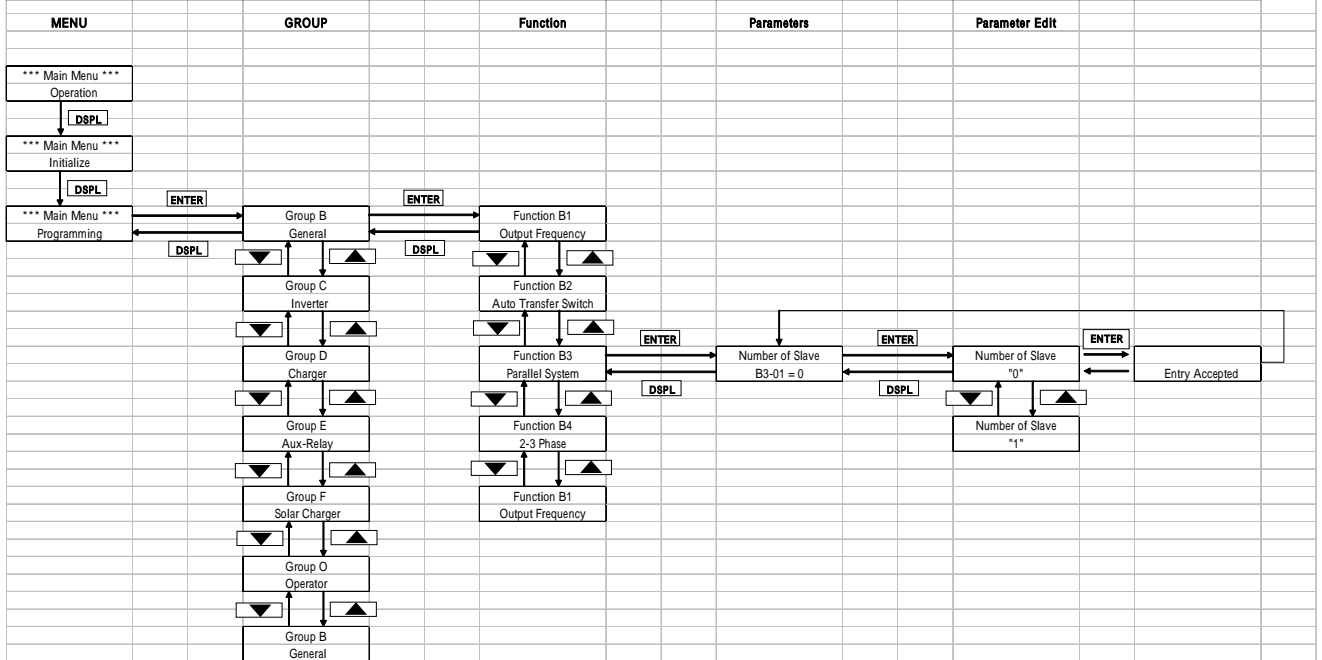 MENU GROUP Function Parameters Parameter Edit
*** Main Menu ***
Operation
DSPL
*** Main Menu ***
Initialize
DSPL
ENTER ENTER
*** Main Menu *** Group B Function B1
Programming General Output Frequency
DSPL DSPL
Group C Function B2
Inverter Auto Transfer Switch
ENTER ENTER ENTER
Group D Function B3 Number of Slave Number of Slave
Charger Parallel System B3-01 = 0 "0" Entry Accepted
DSPL DSPL
Group E Function B4 Number of Slave
Aux-Relay 2-3 Phase "1"
Group F Function B1
Solar Charger Output Frequency
Group O
Operator
Group B
General